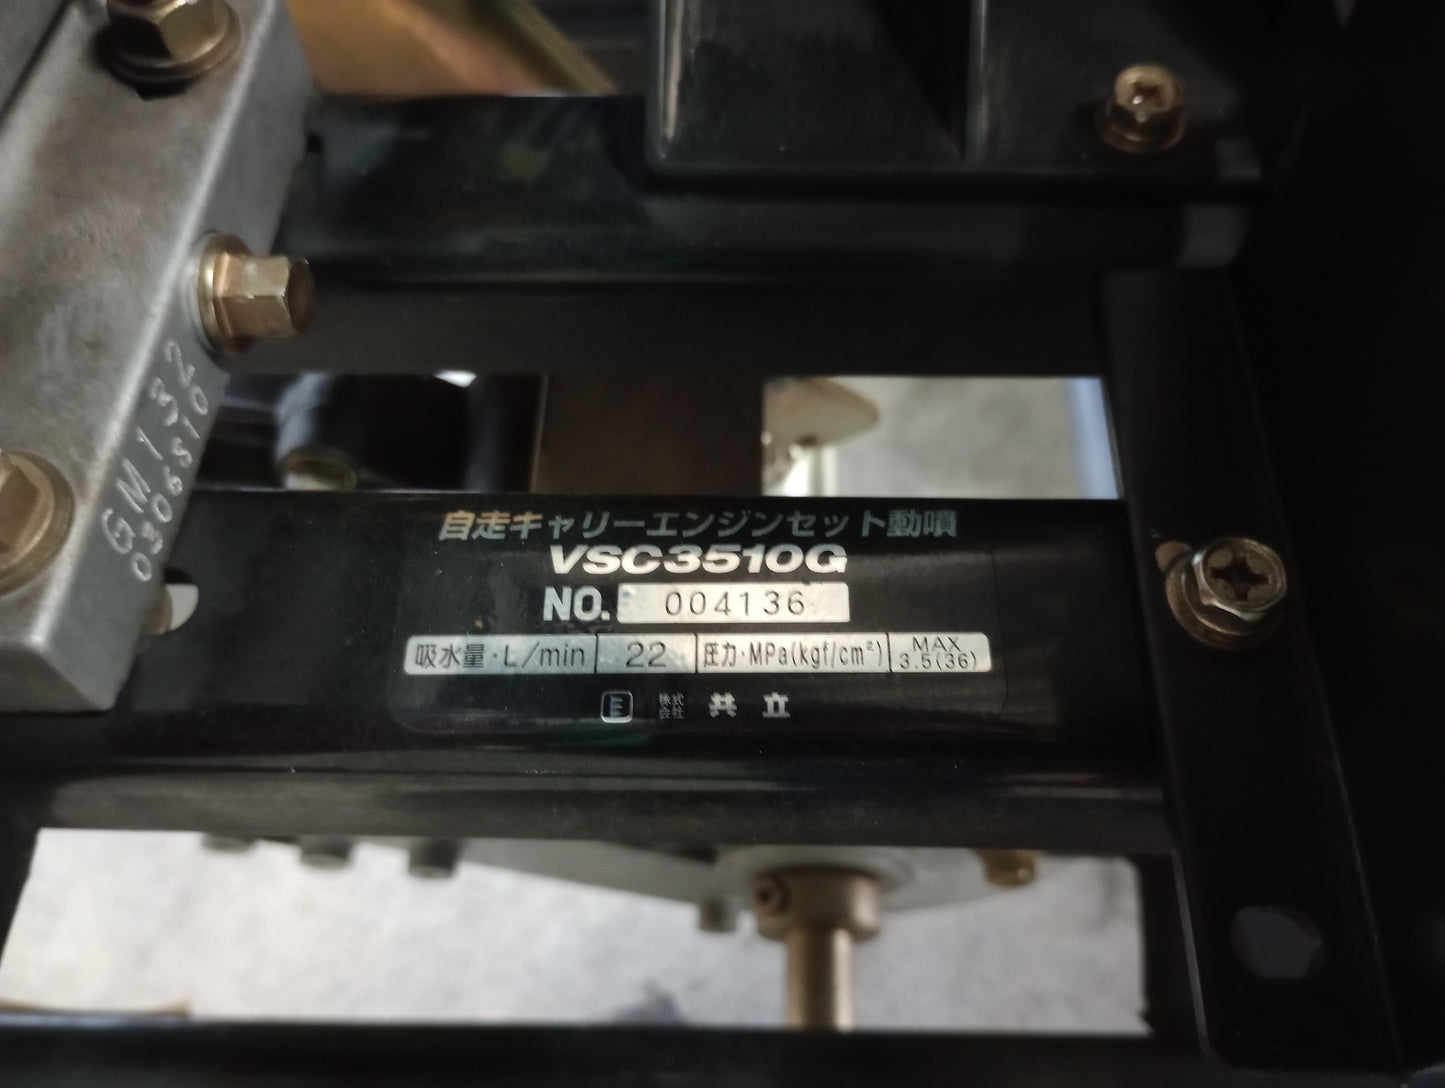 GM132
0306S10
自走キャリーエンジンセット動噴
VSC3510G
NO. 004136
吸水量・L/min 22 圧力・MPa(kgf/cm²) MAX 3.5(36)
E 株式会社 共立